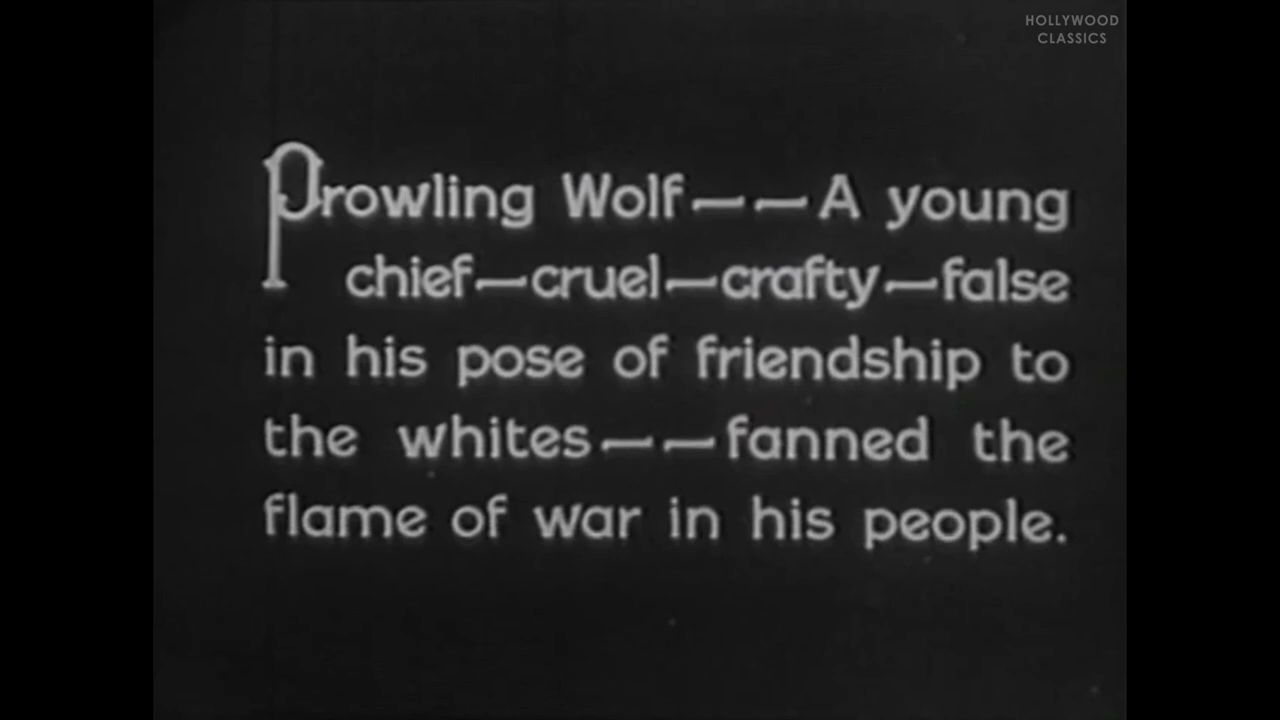 HOLLYWOOD
CLASSICS
Prowling Wolf——A young
chief—cruel—crafty—false
in his pose of friendship to
the whites——fanned the
flame of war in his people.